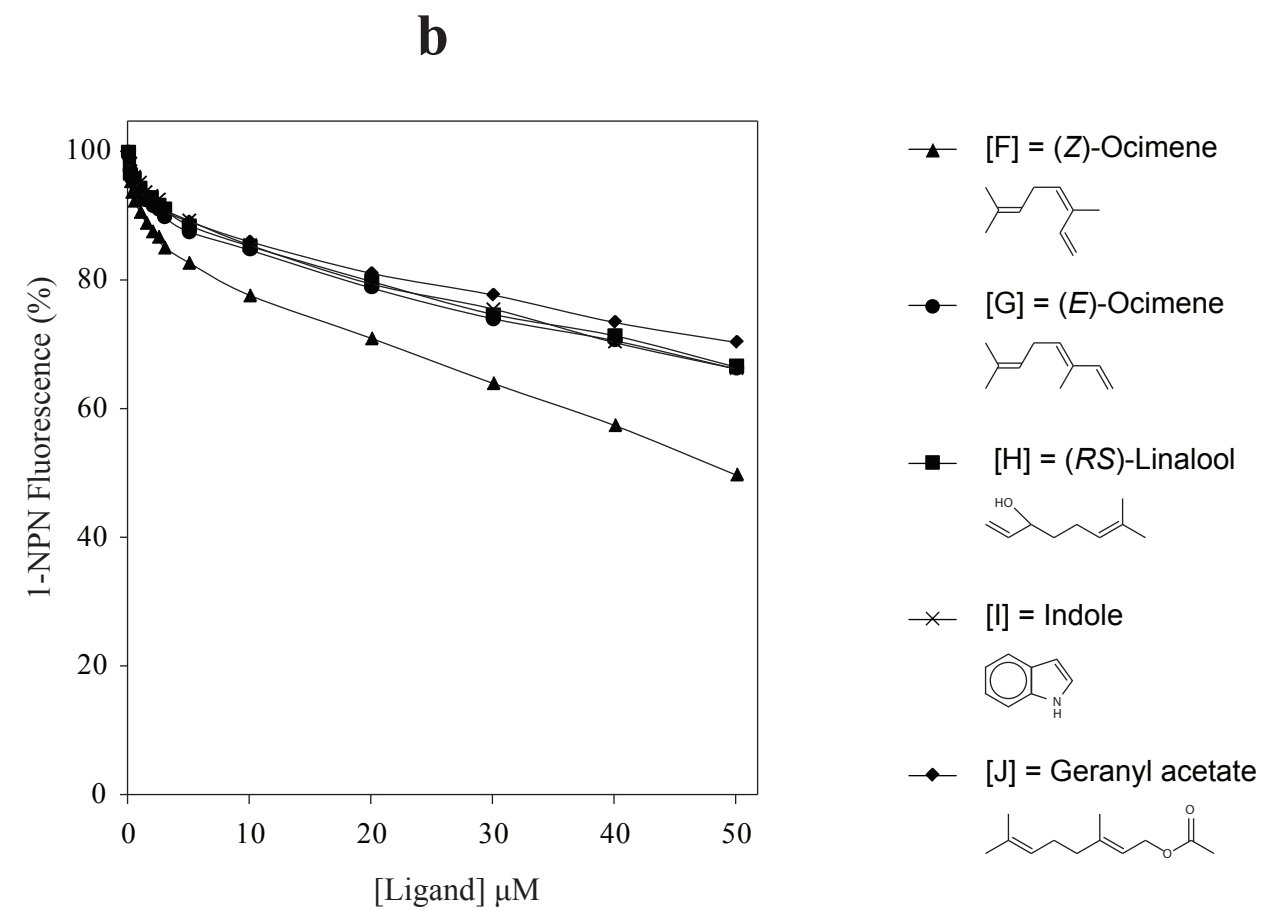 b
100
80
60
40
20
0
0 10 20 30 40 50
1-NPN Fluorescence (%)
[Ligand] μM
[F] = (Z)-Ocimene
[G] = (E)-Ocimene
[H] = (RS)-Linalool
HO
[I] = Indole
N
H
[J] = Geranyl acetate
O
O